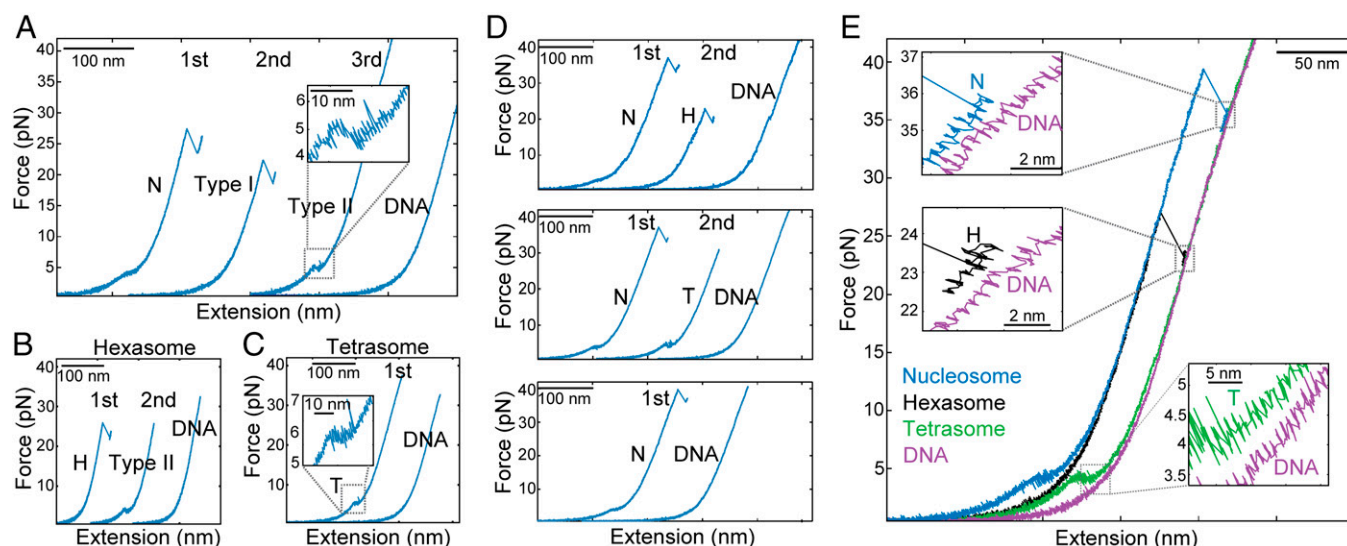 A
Force (pN)
40
35
30
25
20
15
10
5
100 nm
1st
2nd
3rd
10 nm
6
5
4
N
Type I
Type II
DNA
Extension (nm)
B
Hexasome
Force (pN)
40
30
20
10
100 nm
1st
2nd
H
Type II
DNA
Extension (nm)
C
Tetrasome
Force (pN)
40
30
20
10
100 nm
1st
7
10 nm
6
5
T
DNA
Extension (nm)
D
Force (pN)
40
30
20
10
100 nm
1st
2nd
N
H
DNA
Force (pN)
40
30
20
10
100 nm
1st
2nd
N
T
DNA
Force (pN)
40
30
20
10
100 nm
1st
N
DNA
Extension (nm)
E
Force (pN)
40
35
30
25
20
15
10
5
50 nm
37
36
35
N
DNA
2 nm
24
23
22
H
DNA
2 nm
Nucleosome
Hexasome
Tetrasome
DNA
5
4.5
4
3.5
5 nm
T
DNA
Extension (nm)